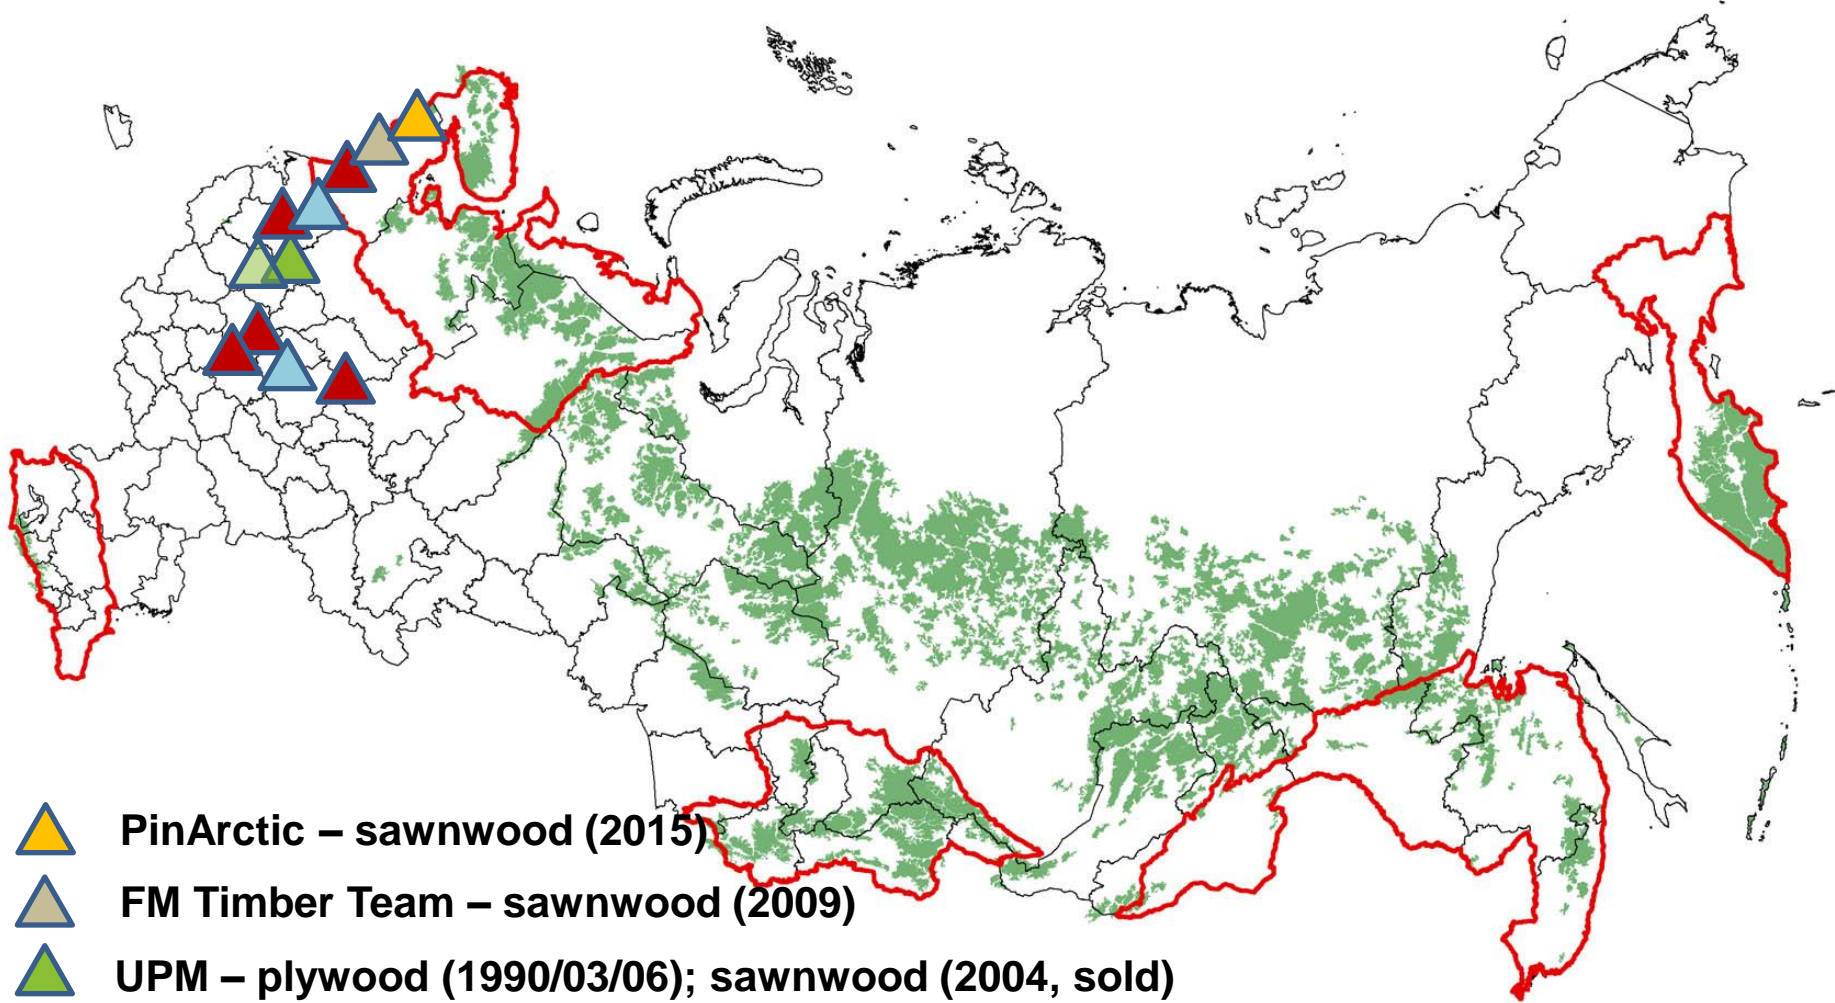 PinArctic – sawnwood (2015)
FM Timber Team – sawnwood (2009)
UPM – plywood (1990/03/06); sawnwood (2004, sold)